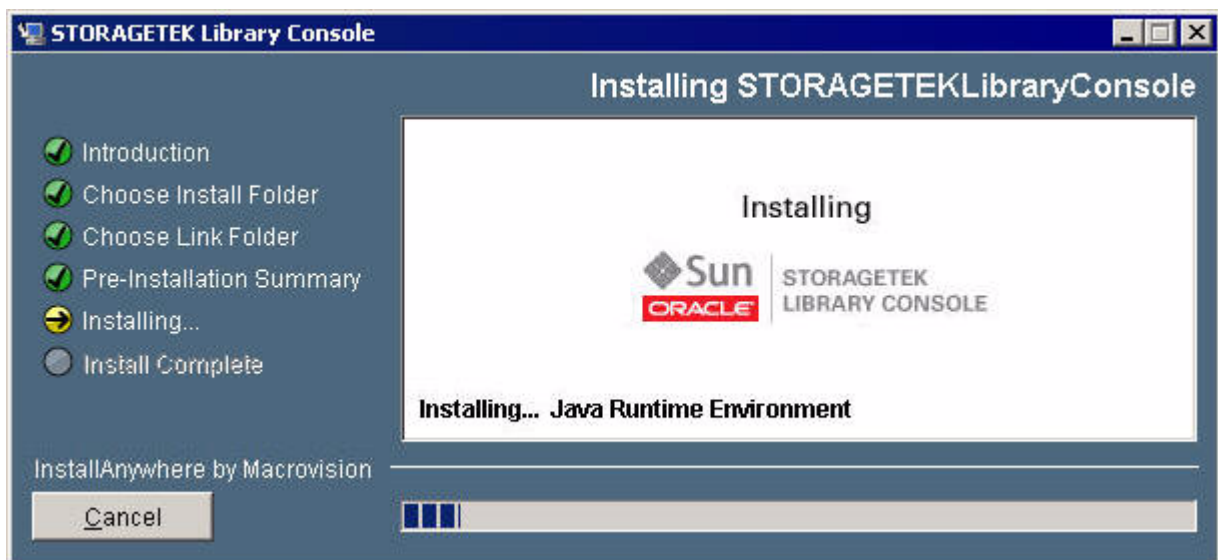 STORAGETEK Library Console
Installing STORAGETEKLibraryConsole
Introduction
Choose Install Folder
Choose Link Folder
Pre-Installation Summary
Installing...
Install Complete
Installing
Sun
ORACLE
STORAGETEK
LIBRARY CONSOLE
Installing... Java Runtime Environment
InstallAnywhere by Macrovision
Cancel